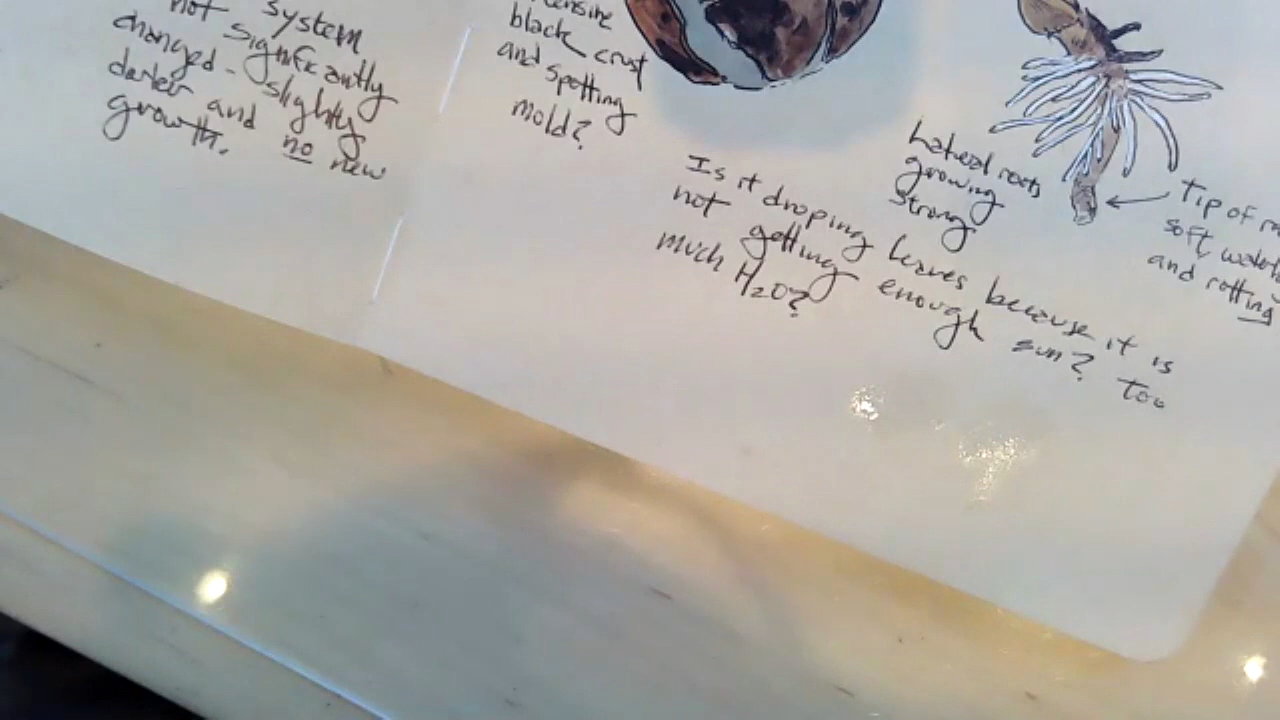 system
not significantly
changed - slightly
darker and no new
growth.
black crust
and spotting
mold?
Lateral roots
growing
strong
Tip of
soft,
and rotting
Is it droping leaves because it is
not getting enough sun? Too
much H2O?